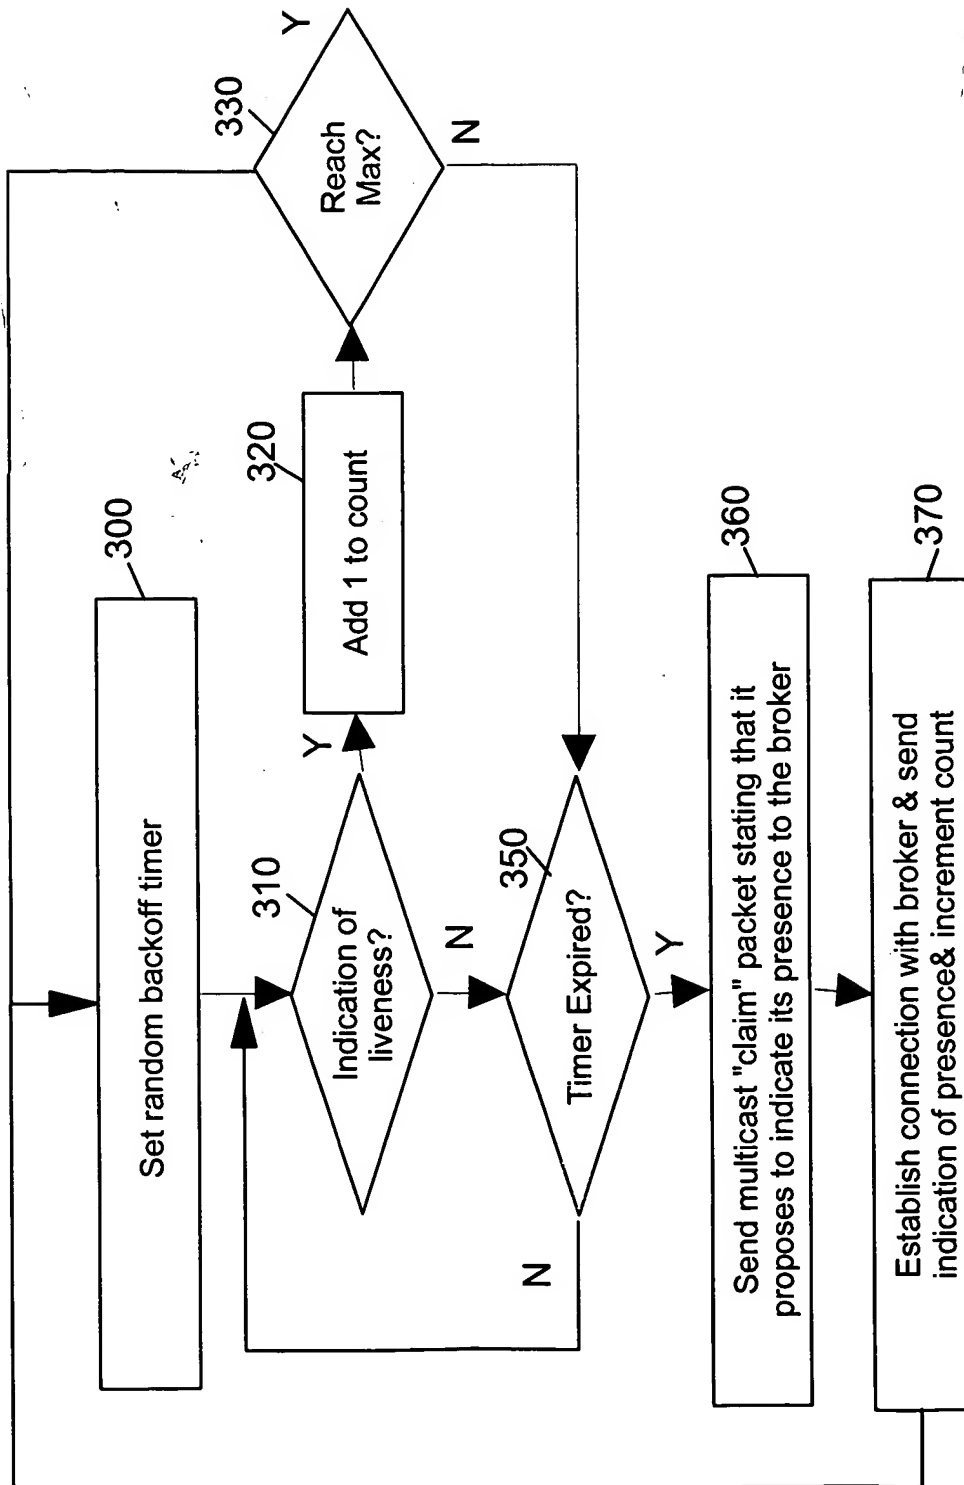 300
Set random backoff timer
310
Indication of
liveness?
Y
N
320
Add 1 to count
330
Reach
Max?
Y
N
350
Timer Expired?
N
Y
360
Send multicast "claim" packet stating that it
proposes to indicate its presence to the broker
370
Establish connection with broker & send
indication of presence& increment count